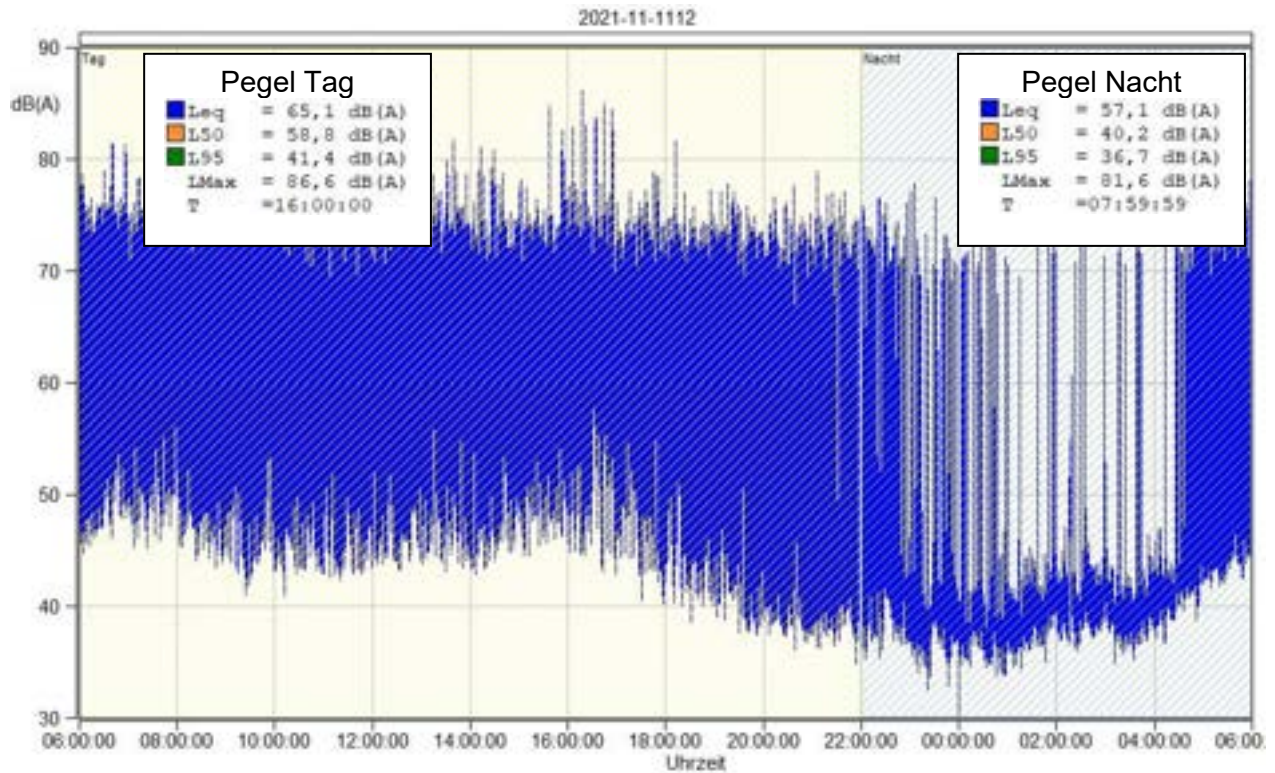 2021-11-1112
90
dB(A)
80
70
60
50
40
30
Tag
Pegel Tag
Leq = 65,1 dB(A)
L50 = 58,8 dB(A)
L95 = 41,4 dB(A)
LMax = 86,6 dB(A)
T =16:00:00
Nacht
Pegel Nacht
Leq = 57,1 dB(A)
L50 = 40,2 dB(A)
L95 = 36,7 dB(A)
LMax = 81,6 dB(A)
T =07:59:59
06:00:00 08:00:00 10:00:00 12:00:00 14:00:00 16:00:00 18:00:00 20:00:00 22:00:00 00:00:00 02:00:00 04:00:00 06:00.
Uhrzeit